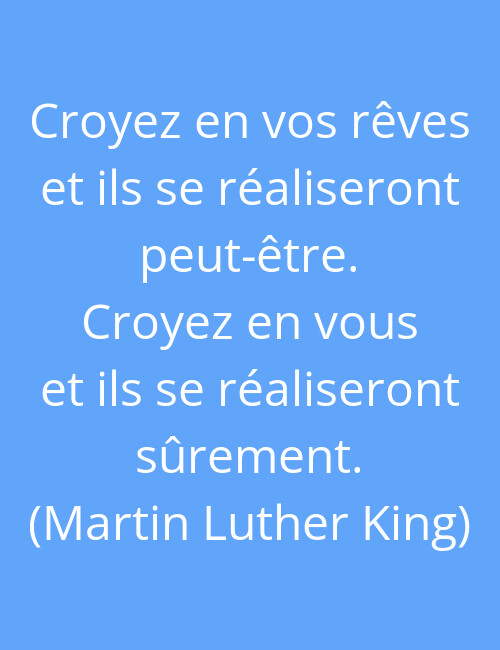 Croyez en vos rêves
et ils se réaliseront
peut-être.
Croyez en vous
et ils se réaliseront
sûrement.
(Martin Luther King)